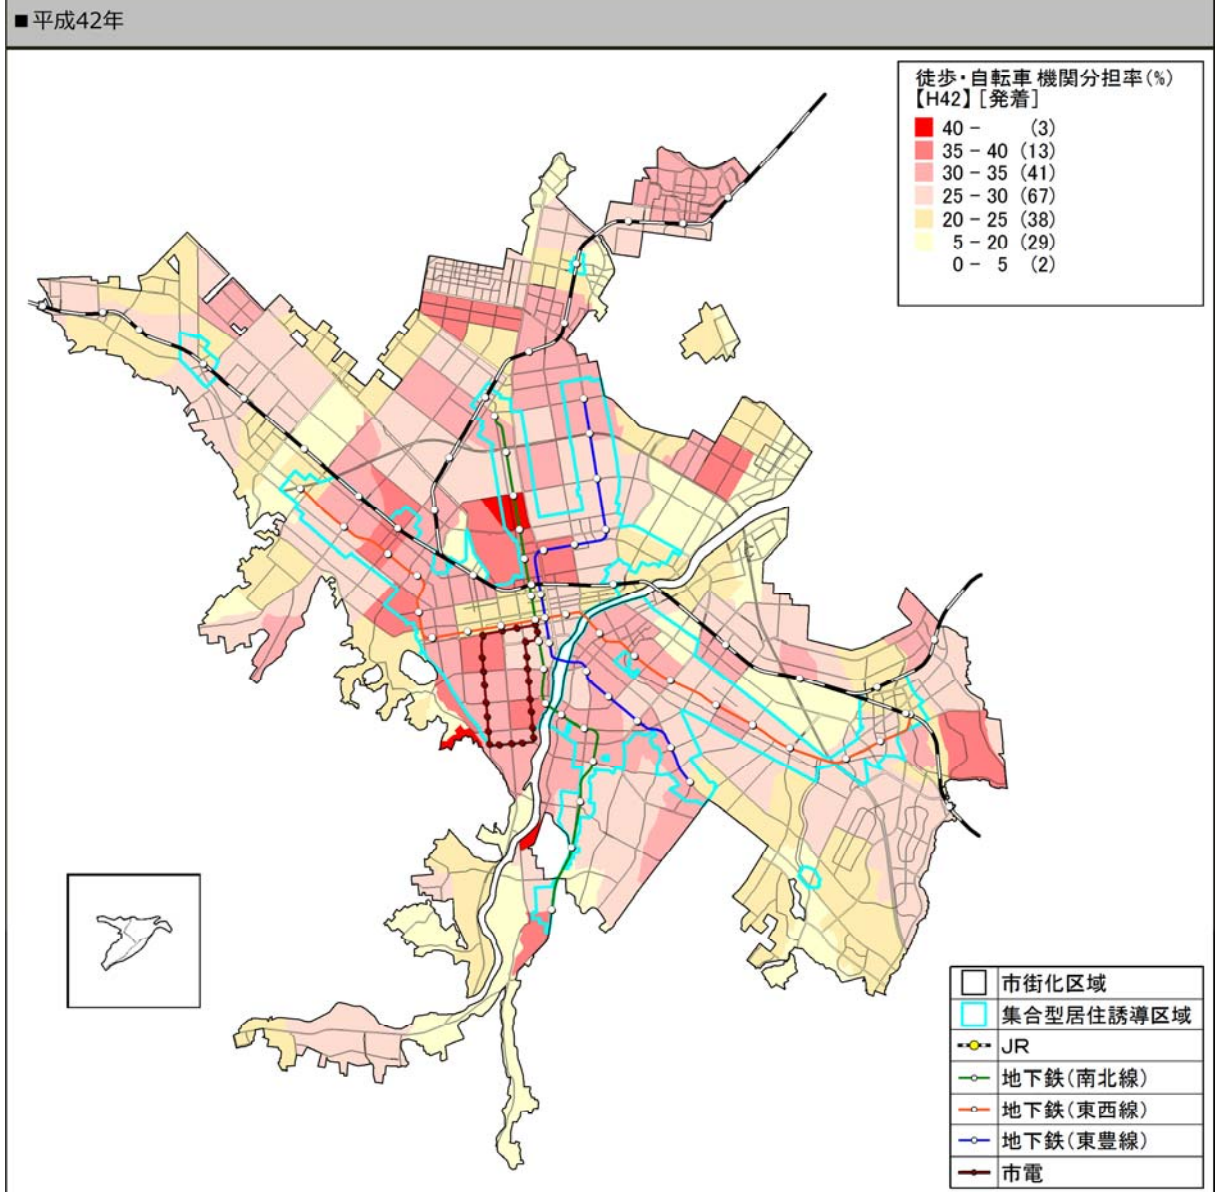 ■平成42年
徒歩・自転車 機関分担率(%)
【H42】[発着]
40 - (3)
35 - 40 (13)
30 - 35 (41)
25 - 30 (67)
20 - 25 (38)
5 - 20 (29)
0 - 5 (2)
市街化区域
集合型居住誘導区域
JR
地下鉄(南北線)
地下鉄(東西線)
地下鉄(東豊線)
市電